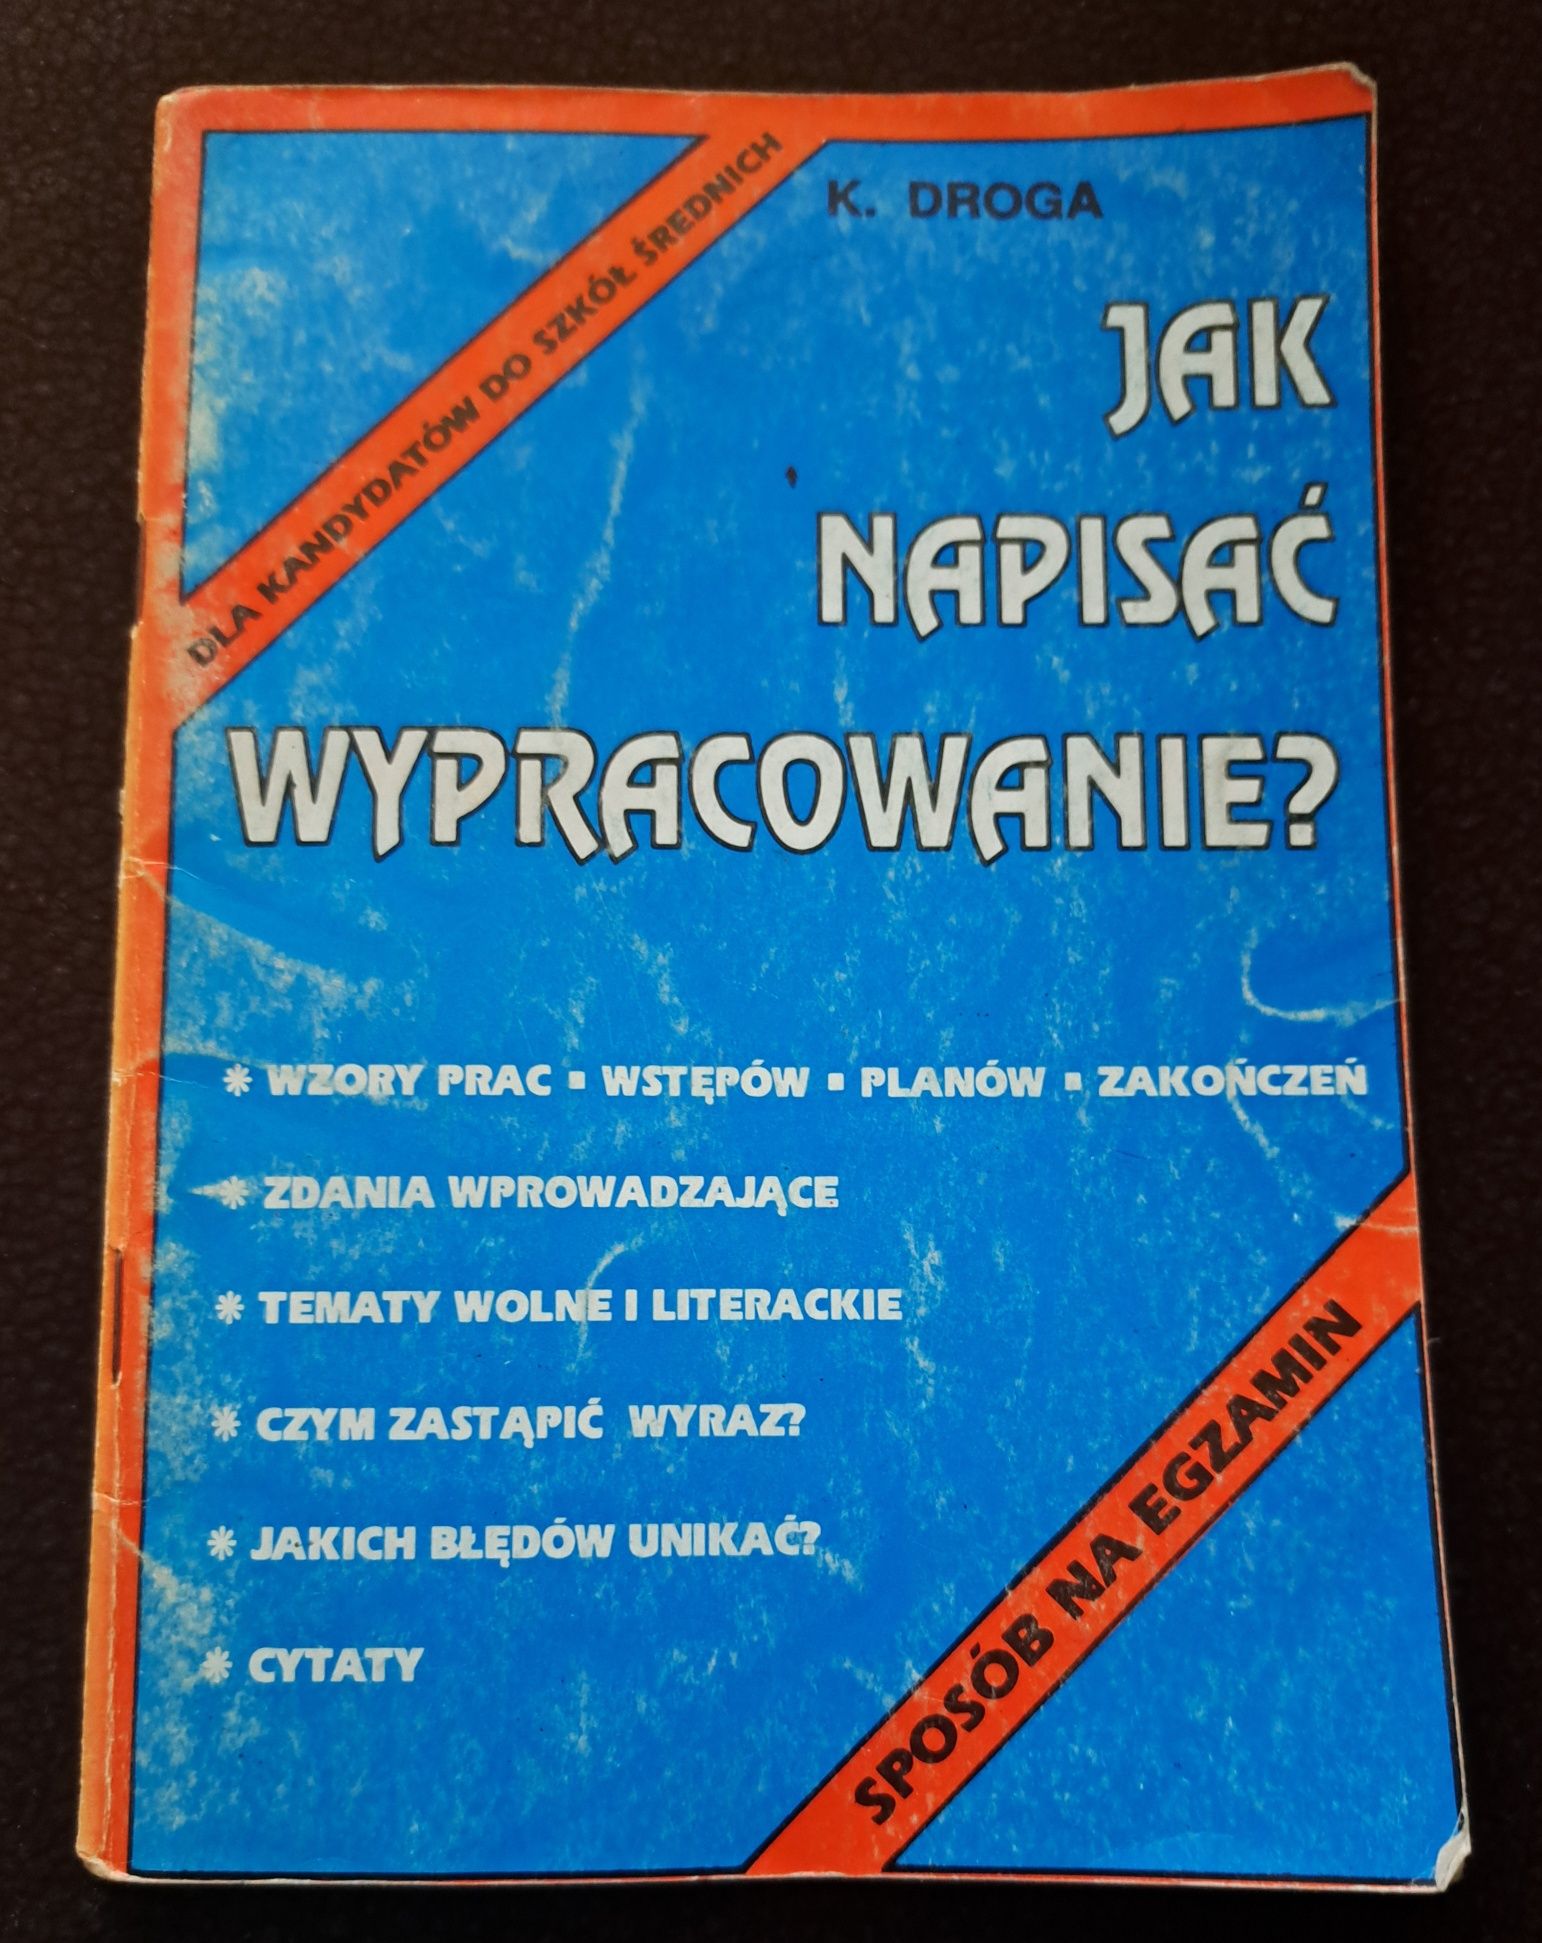 DLA KANDYDATÓW DO SZKÓŁ ŚREDNICH
K. DROGA
JAK
NAPISAĆ
WYPRACOWANIE?
* WZORY PRAC ▪ WSTĘPÓW ▪ PLANÓW ▪ ZAKOŃCZEŃ
* ZDANIA WPROWADZAJĄCE
* TEMATY WOLNE I LITERACKIE
* CZYM ZASTĄPIĆ WYRAZ?
* JAKICH BŁĘDÓW UNIKAĆ?
* CYTATY
SPOSÓB NA EGZAMIN